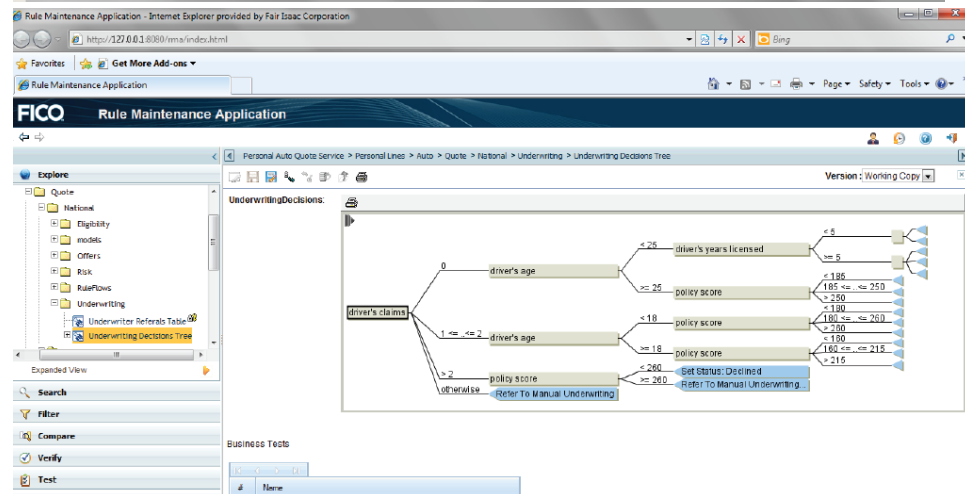 Rule Maintenance Application - Internet Explorer provided by Fair Isaac Corporation
http://127.0.0.1:8080/rma/index.html
Bing
Favorites Get More Add-ons
Rule Maintenance Application
Page Safety Tools
FICO Rule Maintenance Application
Personal Auto Quote Service > Personal Lines > Auto > Quote > National > Underwriting > Underwriting Decisions Tree
Explore
Version : Working Copy
Quote
National
Eligibility
models
Offers
Risk
RuleFlows
Underwriting
Underwriter Referrals Table
Underwriting Decisions Tree
Expanded View
Search
Filter
Compare
Verify
Test
UnderwritingDecisions:
driver's claims
0
driver's age
< 25
driver's years licensed
< 5
>= 5
>= 25
policy score
< 185
185 <= ..<= 250
> 250
1 <= ..<= 2
driver's age
< 18
policy score
< 180
180 <= ..<= 260
> 260
>= 18
policy score
< 160
160 <= ..<= 215
> 215
> 2
policy score
< 260
Set Status: Declined
>= 260
Refer To Manual Underwriting...
otherwise
Refer To Manual Underwriting
Business Tests
# Name